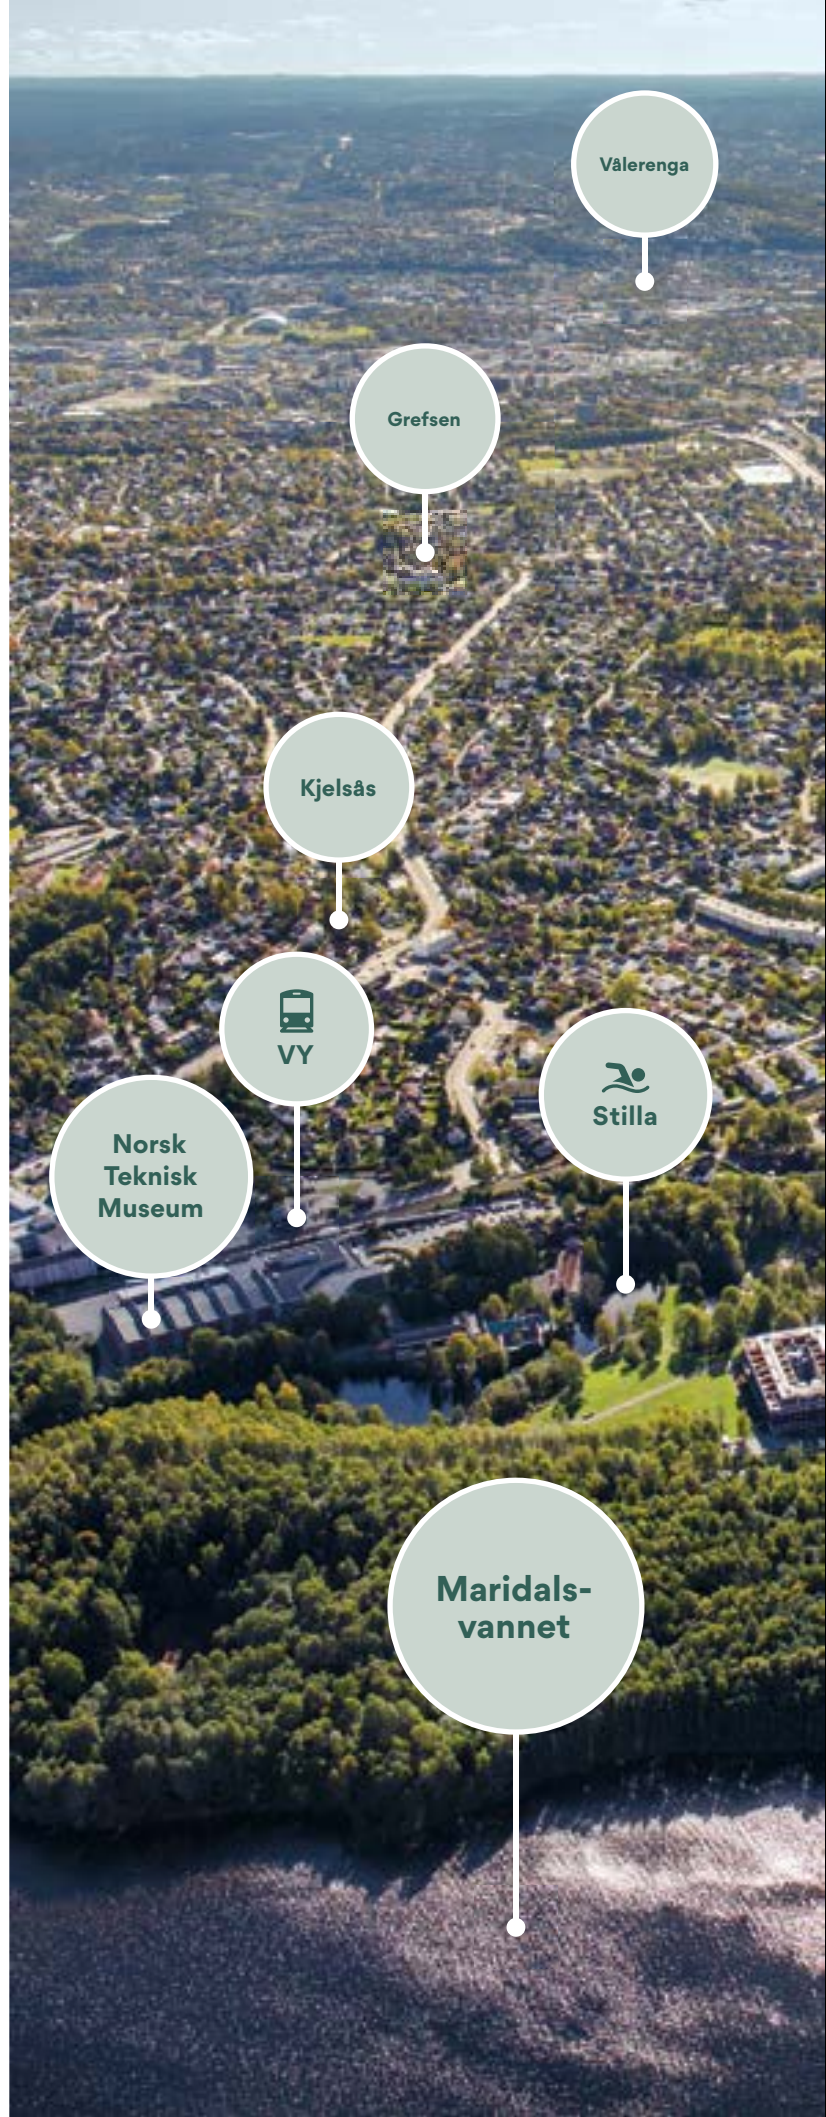 Vålerenga
Grefsen
Kjelsås
VY
Stilla
Norsk
Teknisk
Museum
Maridals-
vannet